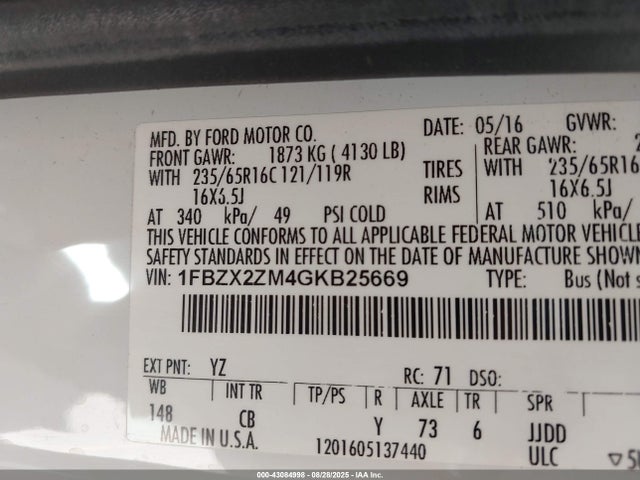 MFD. BY FORD MOTOR CO. DATE: 05/16 GVWR:
FRONT GAWR: 1873 KG ( 4130 LB) REAR GAWR: 2
WITH 235/65R16C 121/119R TIRES WITH 235/65R16
16X6.5J RIMS 16X6.5J
AT 340 kPa/ 49 PSI COLD AT 510 kPa/
THIS VEHICLE CONFORMS TO ALL APPLICABLE FEDERAL MOTOR VEHICLE
SAFETY STANDARDS IN EFFECT ON THE DATE OF MANUFACTURE SHOWN
VIN: 1FBZX2ZM4GKB25669 TYPE: Bus (Not s
EXT PNT: YZ RC: 71 DSO:
WB INT TR TP/PS R AXLE TR SPR
148 CB Y 73 6 JJDD
MADE IN U.S.A. 1201605137440 ULC
000-43084998 - 08/28/2025 - IAA Inc.